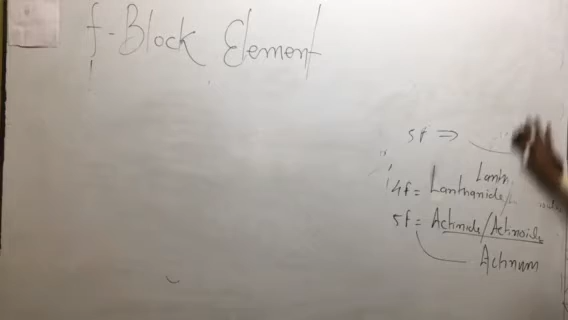 f-Block Element
5f ⇒
Lanth
4f = Lanthanide/
5f = Actinide/Actinoids
Actinum